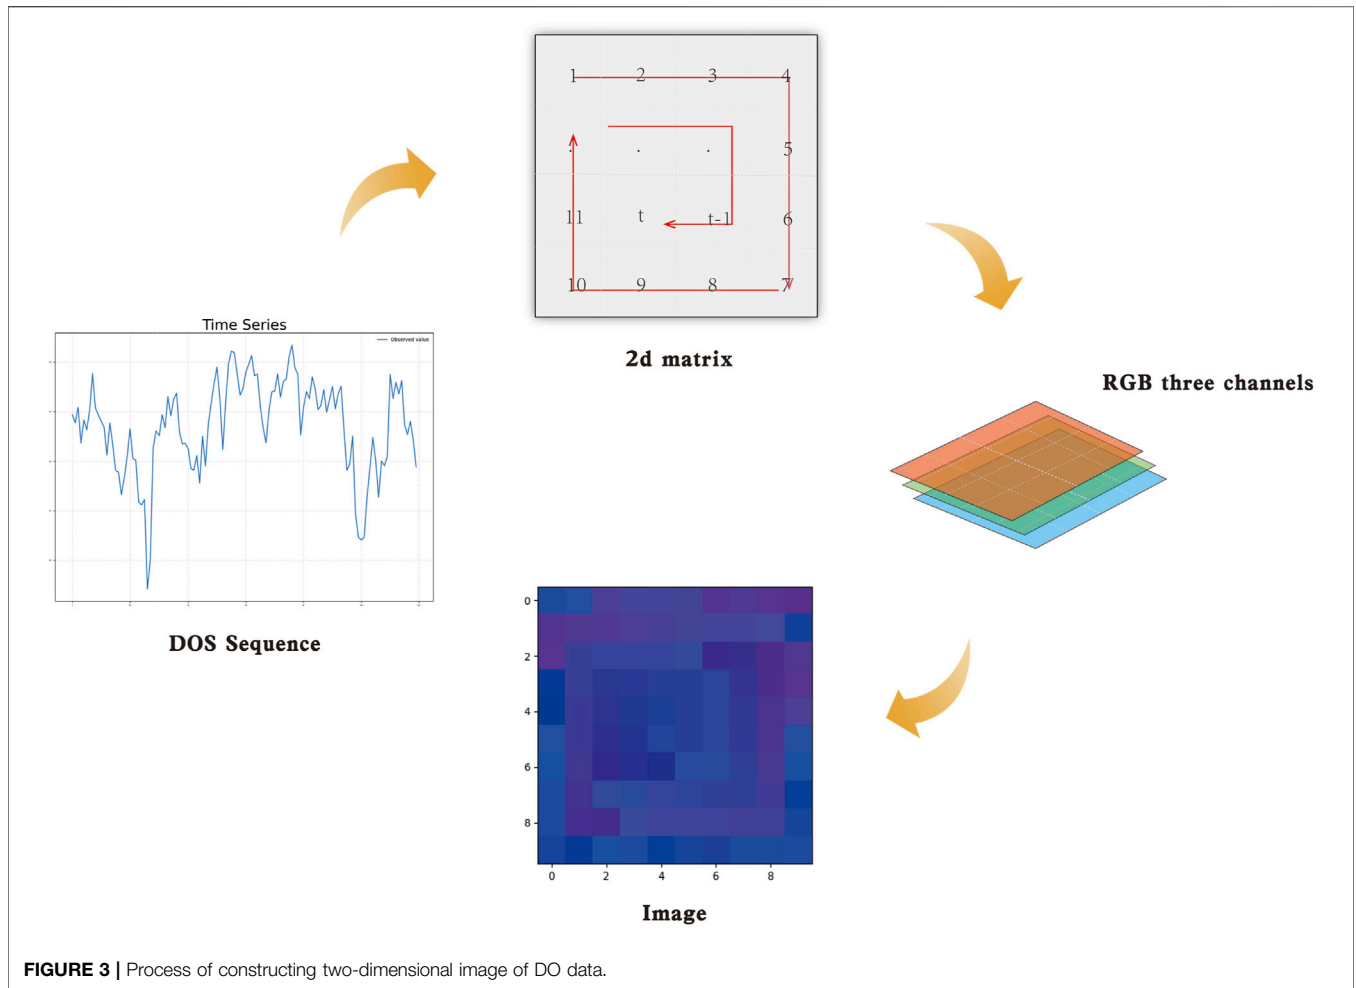 1 2 3 4
. . . 5
11 t t-1 6
10 9 8 7
2d matrix
Time Series
Observed value
DOS Sequence
RGB three channels
0
2
4
6
8
0 2 4 6 8
Image
FIGURE 3 | Process of constructing two-dimensional image of DO data.